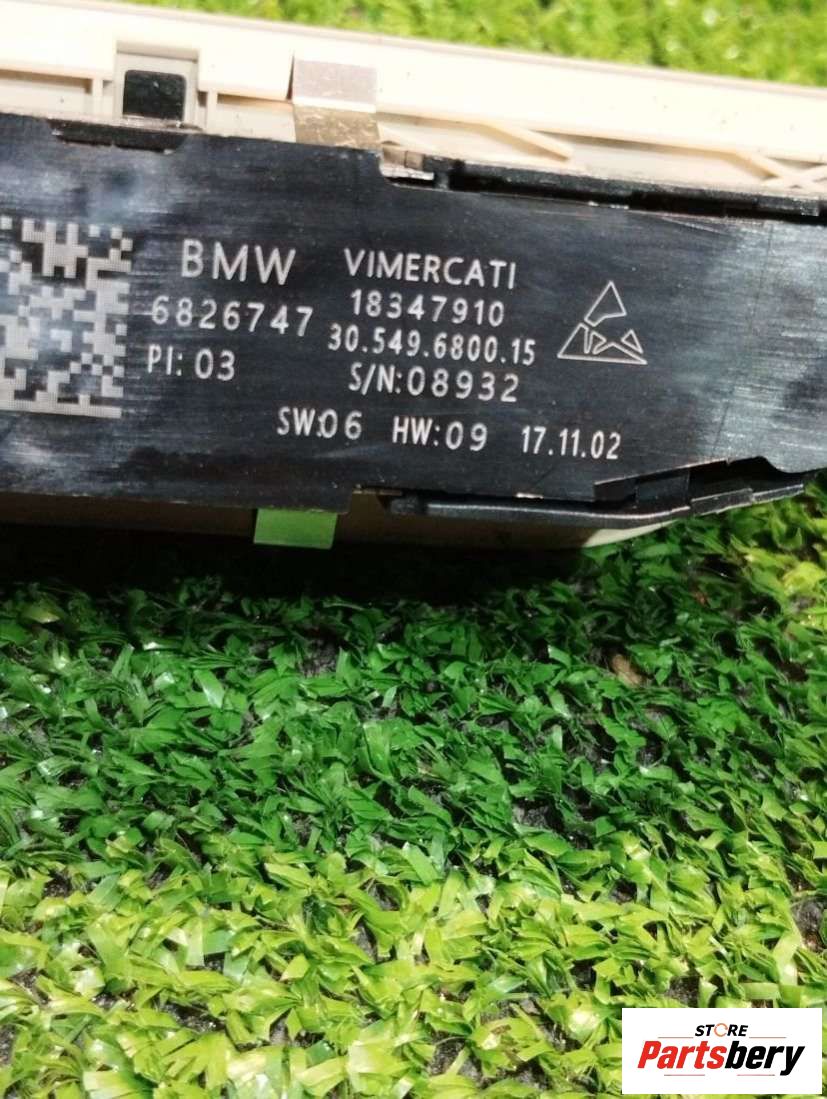 BMW VIMERCATI
6826747 18347910
30.549.6800.15
PI: 03 S/N:08932
SW:06 HW:09 17.11.02
STORE
Partsbery